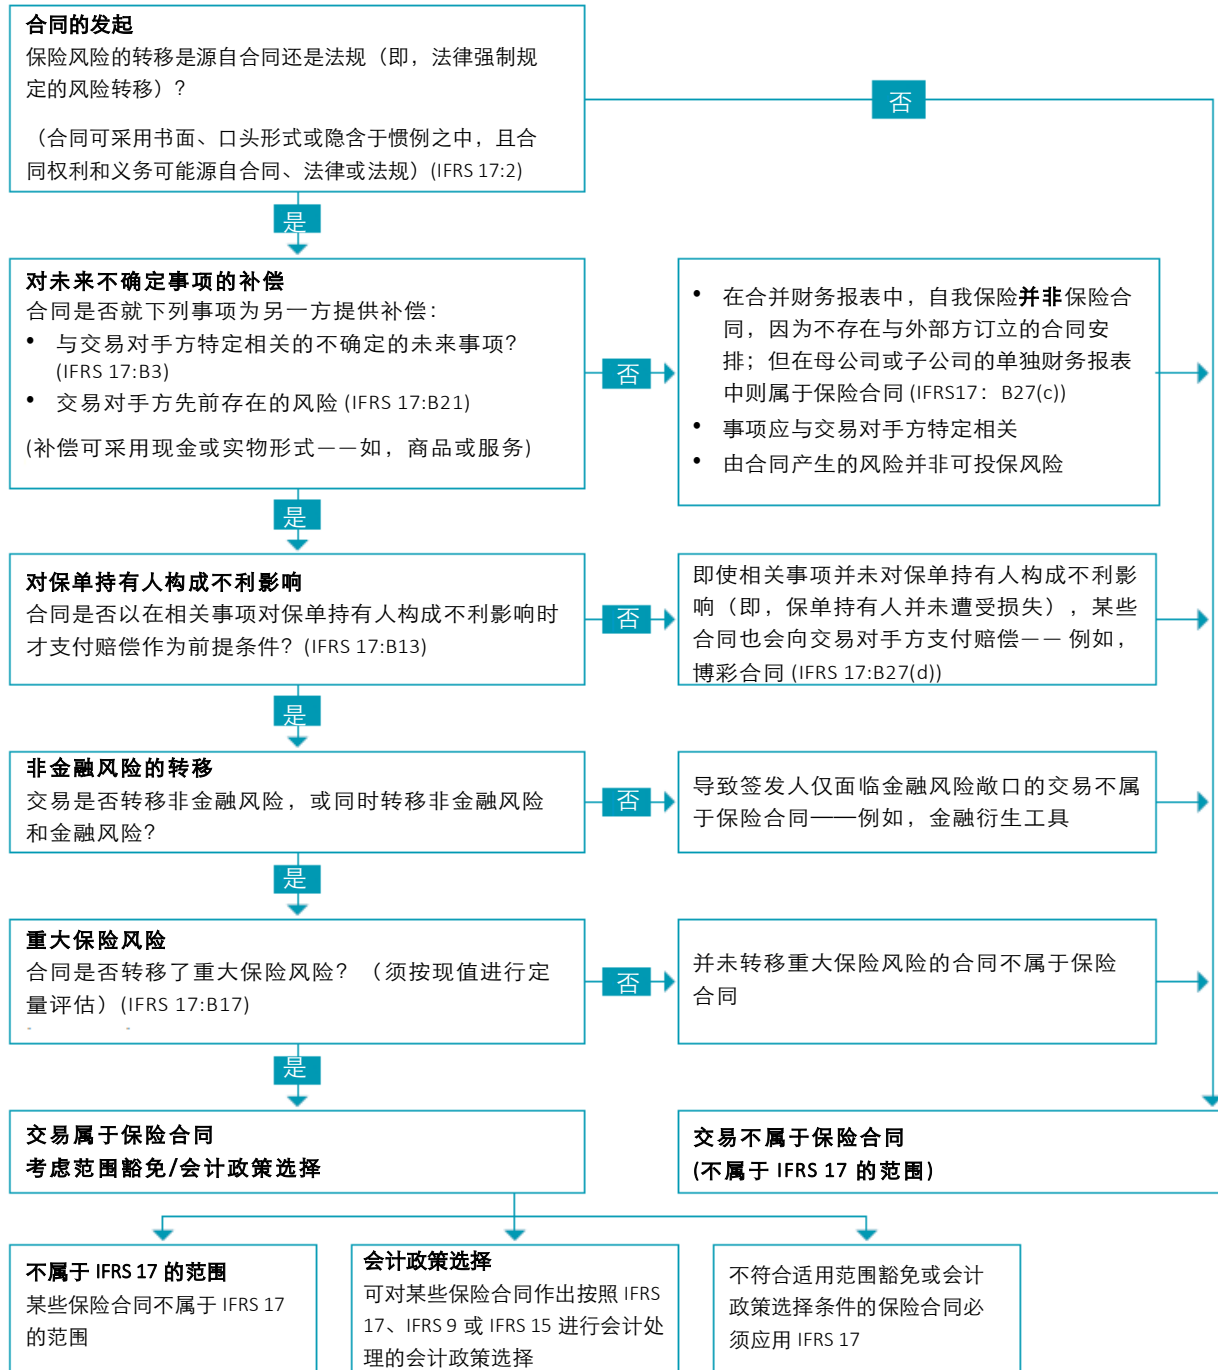 合同的发起
保险风险的转移是源自合同还是法规（即，法律强制规
定的风险转移）?
（合同可采用书面、口头形式或隐含于惯例之中，且合
同权利和义务可能源自合同、法律或法规）(IFRS 17:2)
否
是
对未来不确定事项的补偿
合同是否就下列事项为另一方提供补偿：
• 与交易对手方特定相关的不确定的未来事项?
(IFRS 17:B3)
• 交易对手方先前存在的风险 (IFRS 17:B21)
(补偿可采用现金或实物形式——如，商品或服务)
否
• 在合并财务报表中，自我保险并非保险合
同，因为不存在与外部方订立的合同安
排；但在母公司或子公司的单独财务报表
中则属于保险合同 (IFRS17：B27(c))
• 事项应与交易对手方特定相关
• 由合同产生的风险并非可投保风险
是
对保单持有人构成不利影响
合同是否以在相关事项对保单持有人构成不利影响时
才支付赔偿作为前提条件? (IFRS 17:B13)
否
即使相关事项并未对保单持有人构成不利影
响（即，保单持有人并未遭受损失），某些
合同也会向交易对手方支付赔偿—— 例如，
博彩合同 (IFRS 17:B27(d))
是
非金融风险的转移
交易是否转移非金融风险，或同时转移非金融风险
和金融风险?
否
导致签发人仅面临金融风险敞口的交易不属
于保险合同——例如，金融衍生工具
是
重大保险风险
合同是否转移了重大保险风险? （须按现值进行定
量评估）(IFRS 17:B17)
否
并未转移重大保险风险的合同不属于保险
合同
是
交易属于保险合同
考虑范围豁免/会计政策选择
交易不属于保险合同
(不属于 IFRS 17 的范围)
不属于 IFRS 17 的范围
某些保险合同不属于 IFRS 17
的范围
会计政策选择
可对某些保险合同作出按照 IFRS
17、IFRS 9 或 IFRS 15 进行会计处
理的会计政策选择
不符合适用范围豁免或会计
政策选择条件的保险合同必
须应用 IFRS 17